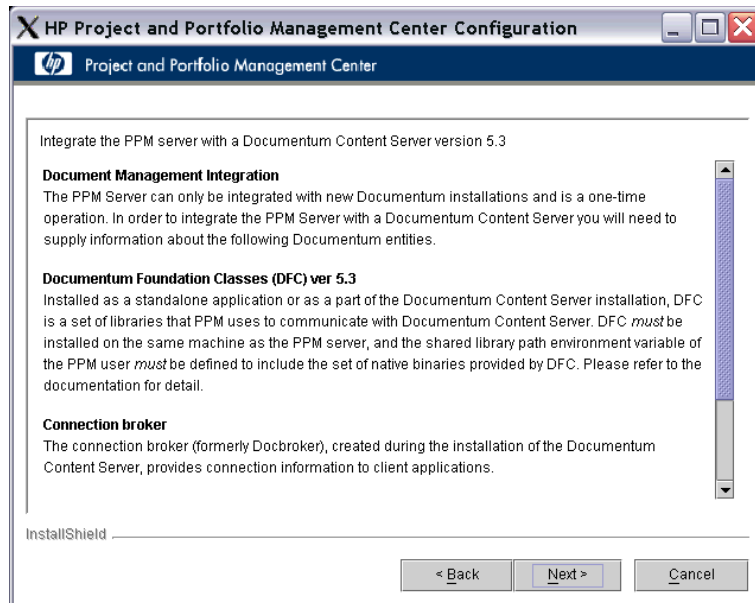 HP Project and Portfolio Management Center Configuration
hp Project and Portfolio Management Center
Integrate the PPM server with a Documentum Content Server version 5.3
Document Management Integration
The PPM Server can only be integrated with new Documentum installations and is a one-time
operation. In order to integrate the PPM Server with a Documentum Content Server you will need to
supply information about the following Documentum entities.
Documentum Foundation Classes (DFC) ver 5.3
Installed as a standalone application or as a part of the Documentum Content Server installation, DFC
is a set of libraries that PPM uses to communicate with Documentum Content Server. DFC must be
installed on the same machine as the PPM server, and the shared library path environment variable of
the PPM user must be defined to include the set of native binaries provided by DFC. Please refer to the
documentation for detail.
Connection broker
The connection broker (formerly Docbroker), created during the installation of the Documentum
Content Server, provides connection information to client applications.
InstallShield
< Back Next > Cancel